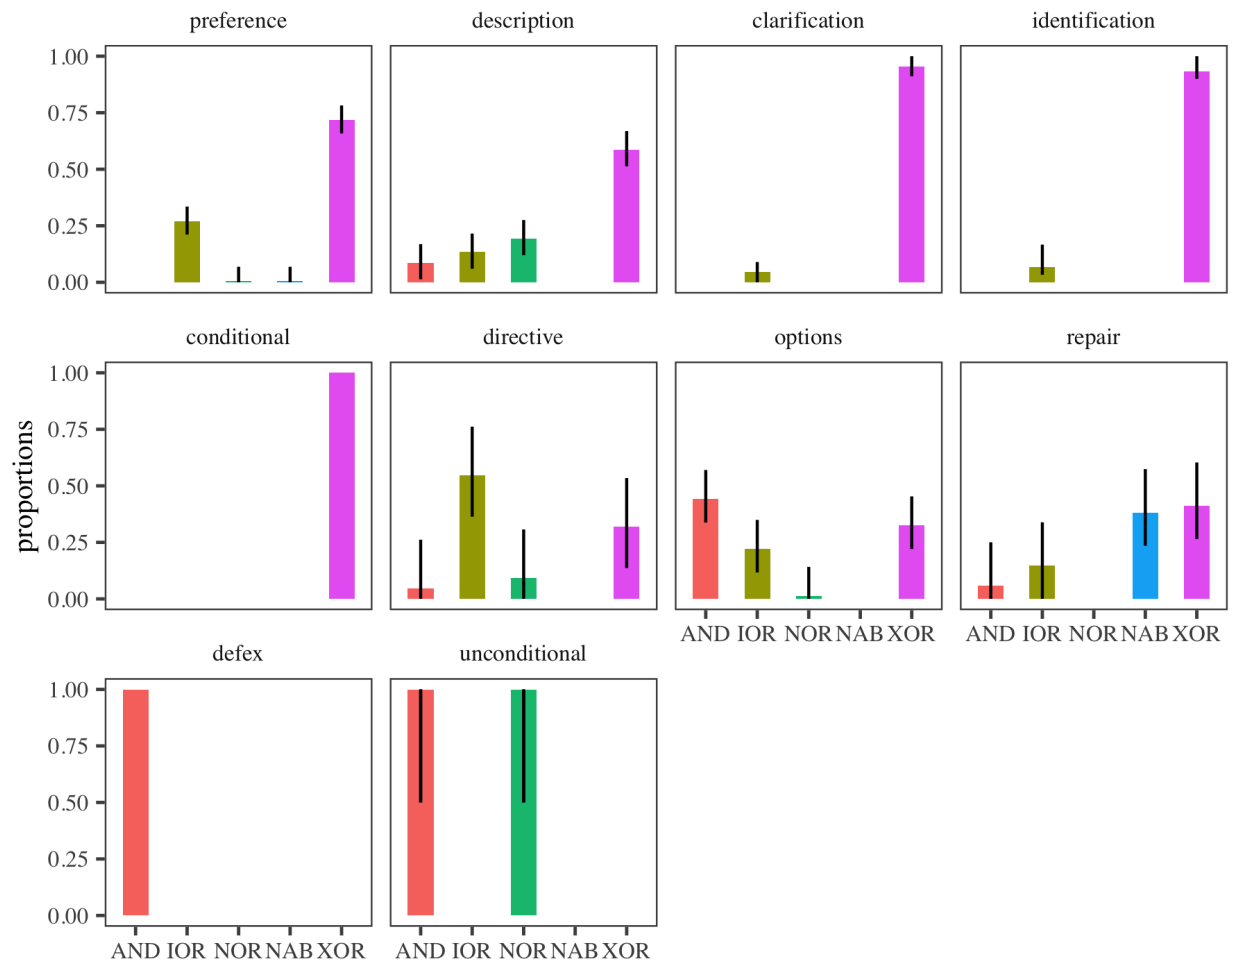 preference description clarification identification
1.00
0.75
0.50
0.25
0.00
conditional directive options repair
proportions
1.00
0.75
0.50
0.25
0.00
AND IOR NOR NAB XOR AND IOR NOR NAB XOR
defex unconditional
1.00
0.75
0.50
0.25
0.00
AND IOR NOR NAB XOR AND IOR NOR NAB XOR